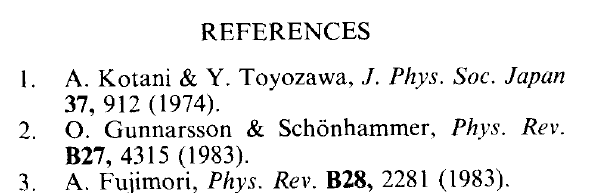 REFERENCES
1. A. Kotani & Y. Toyozawa, J. Phys. Soc. Japan
37, 912 (1974).
2. O. Gunnarsson & Schönhammer, Phys. Rev.
B27, 4315 (1983).
3. A. Fujimori, Phys. Rev. B28, 2281 (1983).